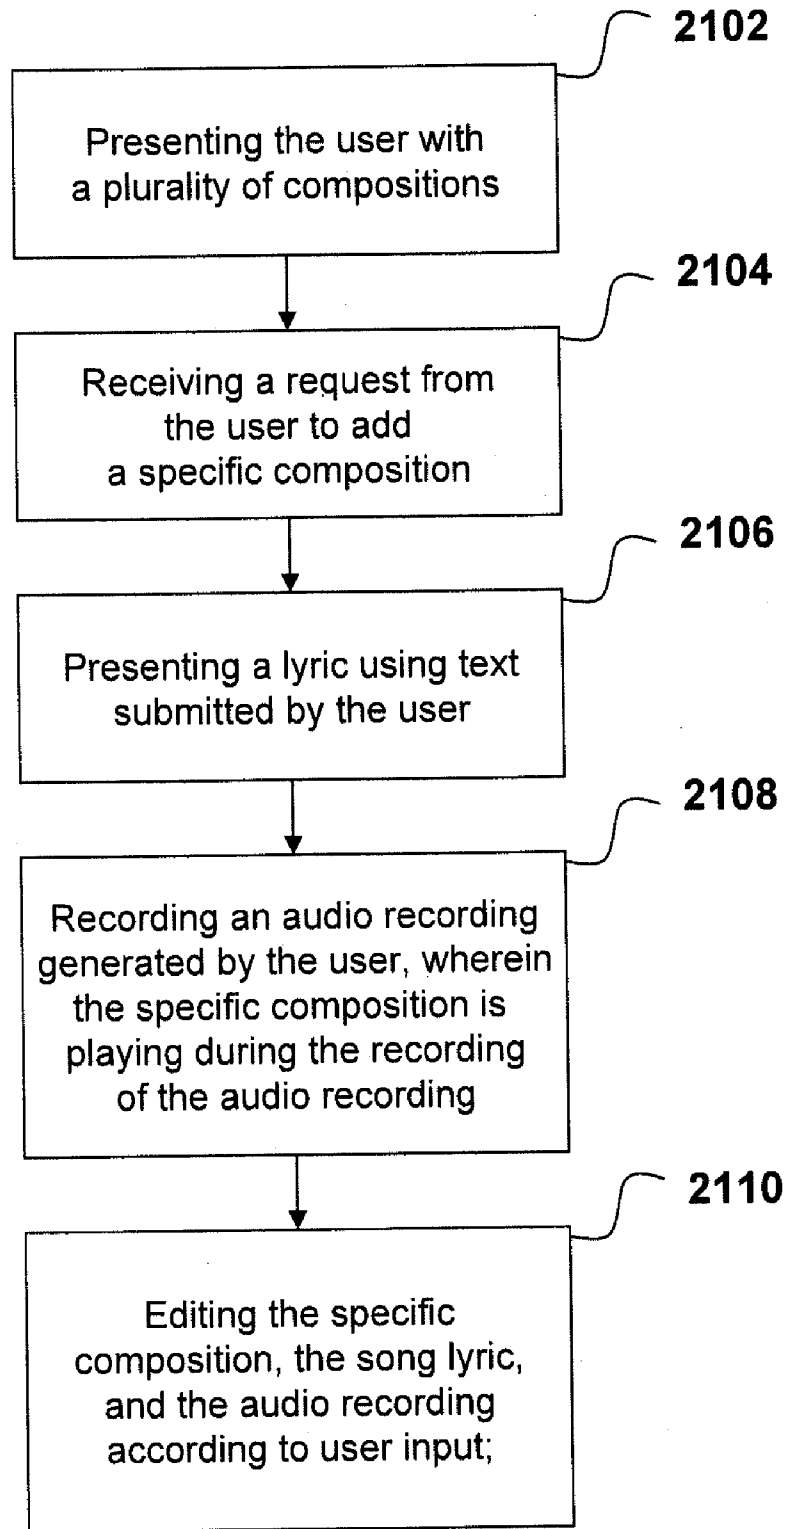 2102
Presenting the user with
a plurality of compositions
2104
Receiving a request from
the user to add
a specific composition
2106
Presenting a lyric using text
submitted by the user
2108
Recording an audio recording
generated by the user, wherein
the specific composition is
playing during the recording
of the audio recording
2110
Editing the specific
composition, the song lyric,
and the audio recording
according to user input;